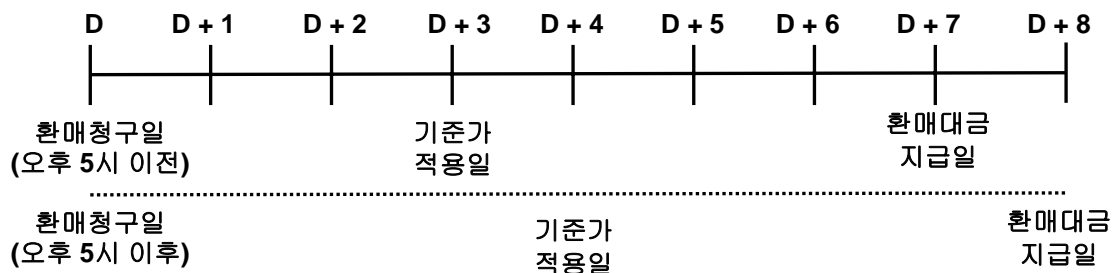 D D + 1 D + 2 D + 3 D + 4 D + 5 D + 6 D + 7 D + 8
환매청구일 기준가 환매대금
(오후 5시 이전) 적용일 지급일
환매청구일 기준가 환매대금
(오후 5시 이후) 적용일 지급일